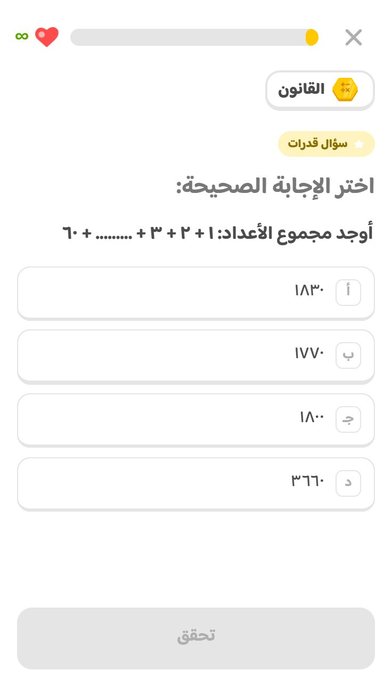 ∞
القانون
سؤال قدرات
اختر الإجابة الصحيحة:
أوجد مجموع الأعداد: ١ + ٢ + ٣ + ......... + ٦٠
أ ١٨٣٠
ب ١٧٧٠
جـ ١٨٠٠
د ٣٦٦٠
تحقق